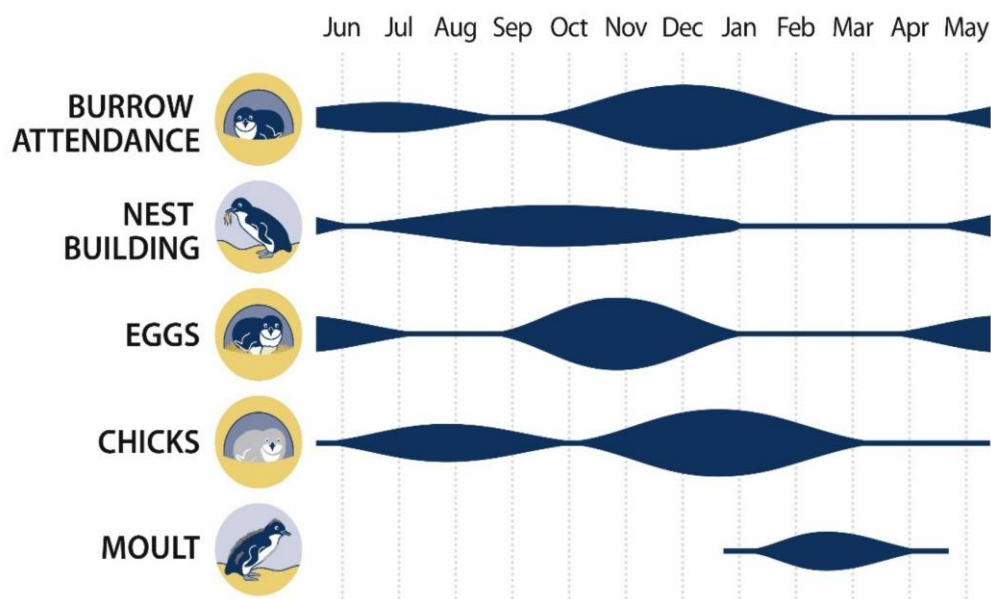 Jun Jul Aug Sep Oct Nov Dec Jan Feb Mar Apr May
BURROW
ATTENDANCE
NEST
BUILDING
EGGS
CHICKS
MOULT